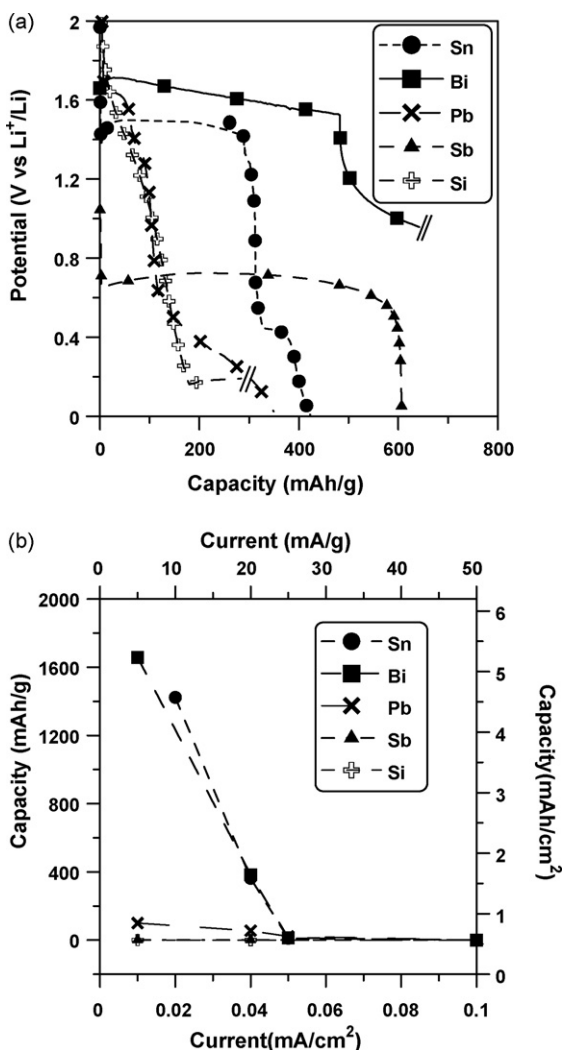 (a)
2
1.6
1.2
0.8
0.4
0
Potential (V vs Li+/Li)
Sn
Bi
Pb
Sb
Si
0 200 400 600 800
Capacity (mAh/g)
(b)
Current (mA/g)
0 10 20 30 40 50
2000
1600
1200
800
400
0
Capacity (mAh/g)
Sn
Bi
Pb
Sb
Si
6
5
4
3
2
1
0
Capacity(mAh/cm2)
0 0.02 0.04 0.06 0.08 0.1
Current(mA/cm2)